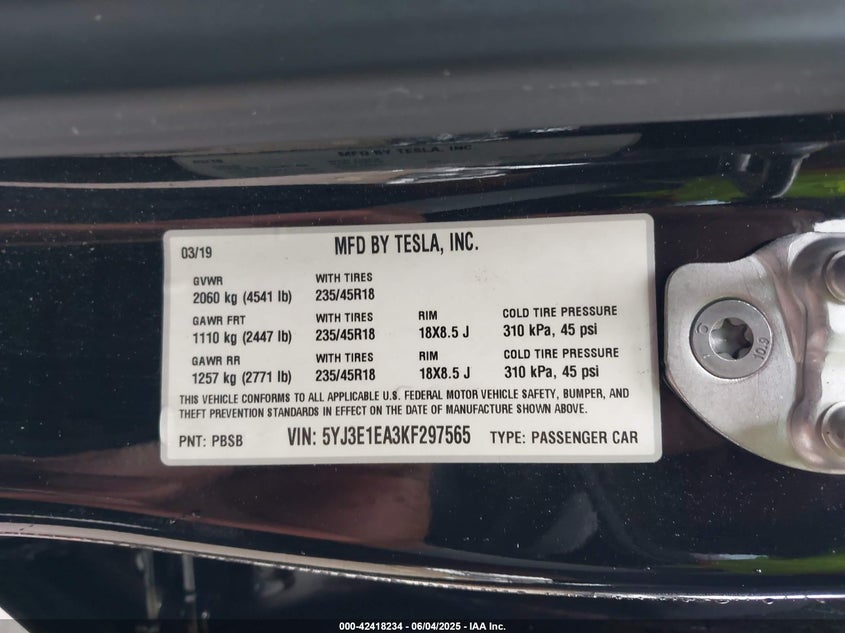 MFD BY TESLA, INC.
03/19
MFD BY TESLA, INC.
GVWR WITH TIRES
2060 kg (4541 lb) 235/45R18
GAWR FRT WITH TIRES RIM COLD TIRE PRESSURE
1110 kg (2447 lb) 235/45R18 18X8.5 J 310 kPa, 45 psi
GAWR RR WITH TIRES RIM COLD TIRE PRESSURE
1257 kg (2771 lb) 235/45R18 18X8.5 J 310 kPa, 45 psi
THIS VEHICLE CONFORMS TO ALL APPLICABLE U.S. FEDERAL MOTOR VEHICLE SAFETY, BUMPER, AND
THEFT PREVENTION STANDARDS IN EFFECT ON THE DATE OF MANUFACTURE SHOWN ABOVE.
PNT: PBSB VIN: 5YJ3E1EA3KF297565 TYPE: PASSENGER CAR
10.9
000-42418234 - 06/04/2025 - IAA Inc.